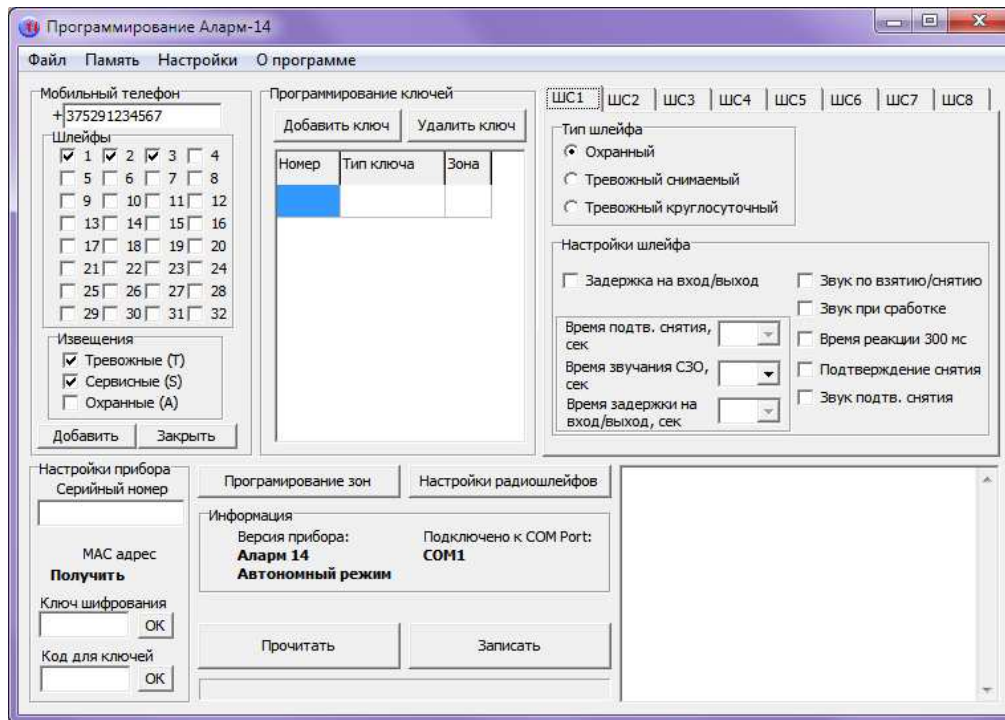 Программирование Аларм-14
Файл Память Настройки О программе
Мобильный телефон
+ 375291234567
Шлейфы
1 2 3 4
5 6 7 8
9 10 11 12
13 14 15 16
17 18 19 20
21 22 23 24
25 26 27 28
29 30 31 32
Извещения
Тревожные (T)
Сервисные (S)
Охранные (A)
Добавить Закрыть
Программирование ключей
Добавить ключ Удалить ключ
Номер Тип ключа Зона
ШС1 ШС2 ШС3 ШС4 ШС5 ШС6 ШС7 ШС8
Тип шлейфа
Охранный
Тревожный снимаемый
Тревожный круглосуточный
Настройки шлейфа
Задержка на вход/выход
Время подтв. снятия,
сек
Время звучания СЗО,
сек
Время задержки на
вход/выход, сек
Звук по взятию/снятию
Звук при сработке
Время реакции 300 мс
Подтверждение снятия
Звук подтв. снятия
Настройки прибора
Серийный номер
MAC адрес
Получить
Ключ шифрования
OK
Код для ключей
OK
Програмирование зон Настройки радиошлейфов
Информация
Версия прибора:
Аларм 14
Автономный режим
Подключено к COM Port:
COM1
Прочитать Записать